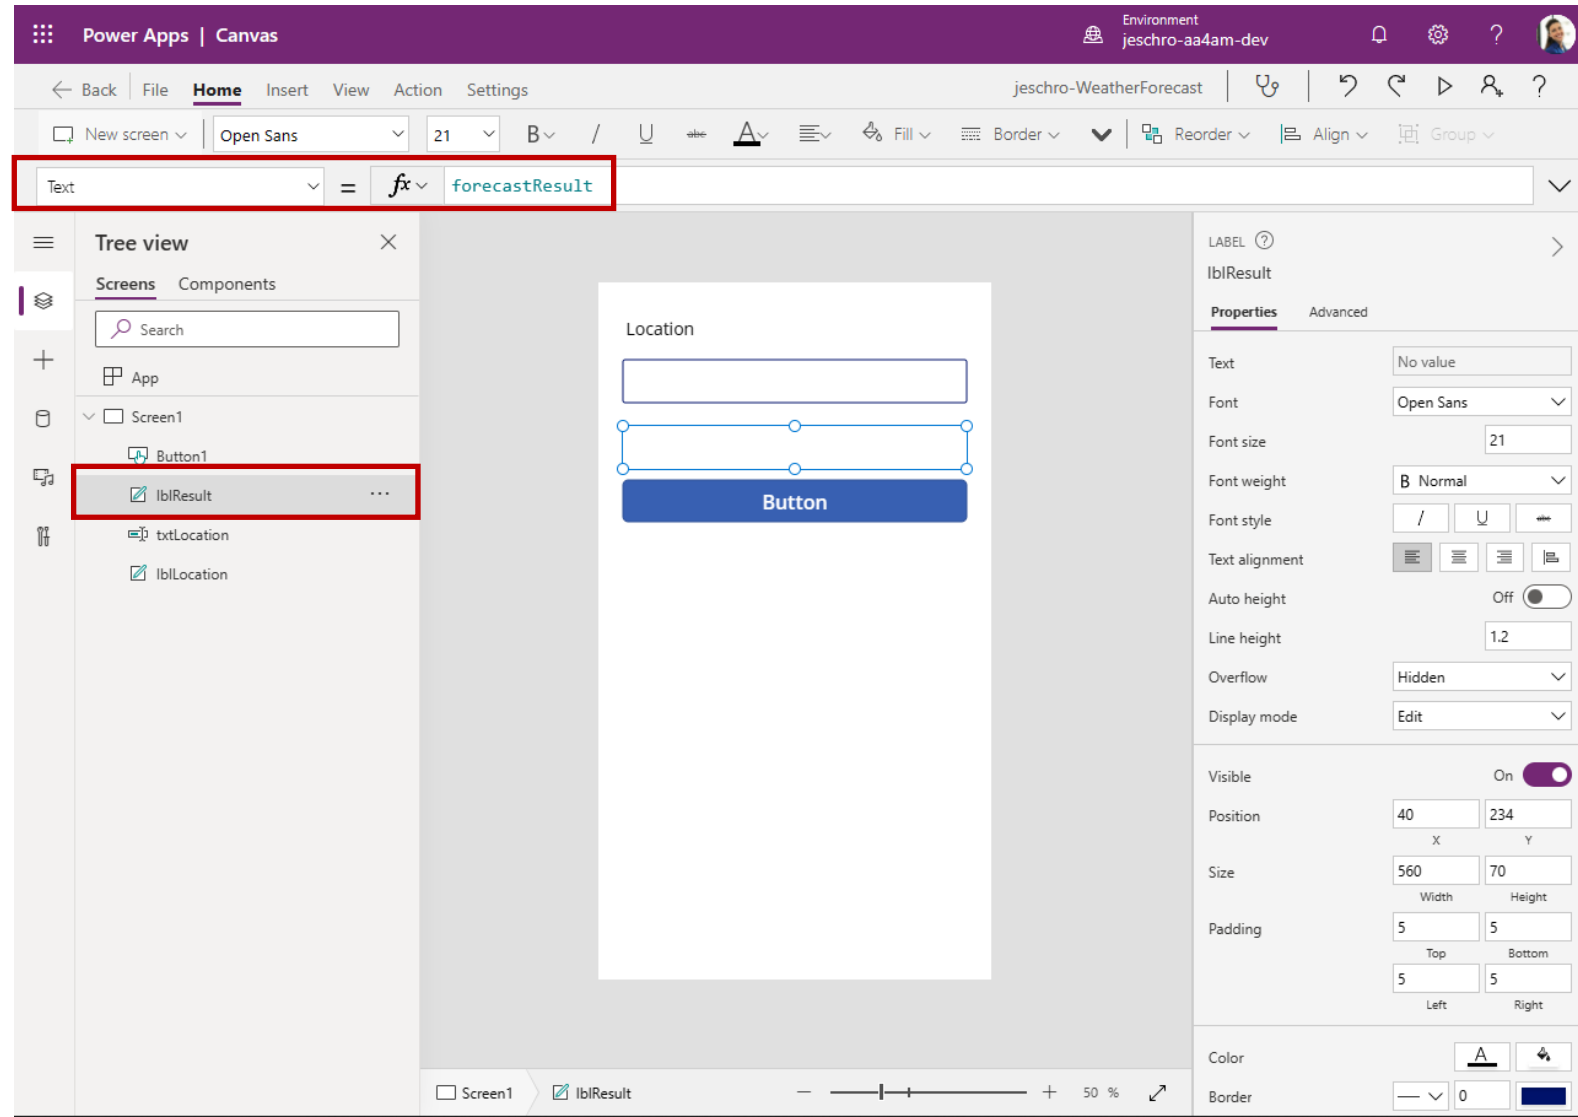 Power Apps | Canvas
Environment
jeschro-aa4am-dev
?
Back File Home Insert View Action Settings
jeschro-WeatherForecast
?
New screen Open Sans 21 B / U abc A Fill Border Reorder Align Group
Text = fx forecastResult
Tree view
Screens Components
Search
App
Screen1
Button1
lblResult ...
txtLocation
lblLocation
Location
Button
LABEL ?
lblResult
Properties Advanced
Text No value
Font Open Sans
Font size 21
Font weight B Normal
Font style / U abc
Text alignment
Auto height Off
Line height 1.2
Overflow Hidden
Display mode Edit
Visible On
Position 40 234
X Y
Size 560 70
Width Height
Padding 5 5
Top Bottom
5 5
Left Right
Color A
Border 0
Screen1 lblResult
— + 50 %